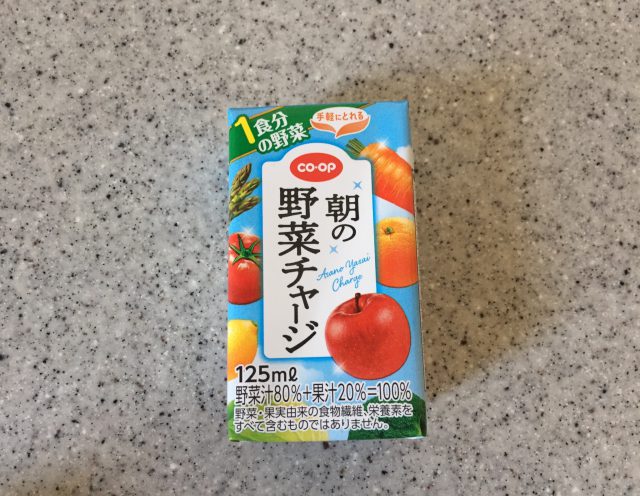 1食分
の野菜
手軽にとれる
CO·OP
朝の
野菜チャージ
Asano Yasai
Charge
125ml
野菜汁80%+果汁20%=100%
野菜・果実由来の食物繊維、栄養素を
すべて含むものではありません。